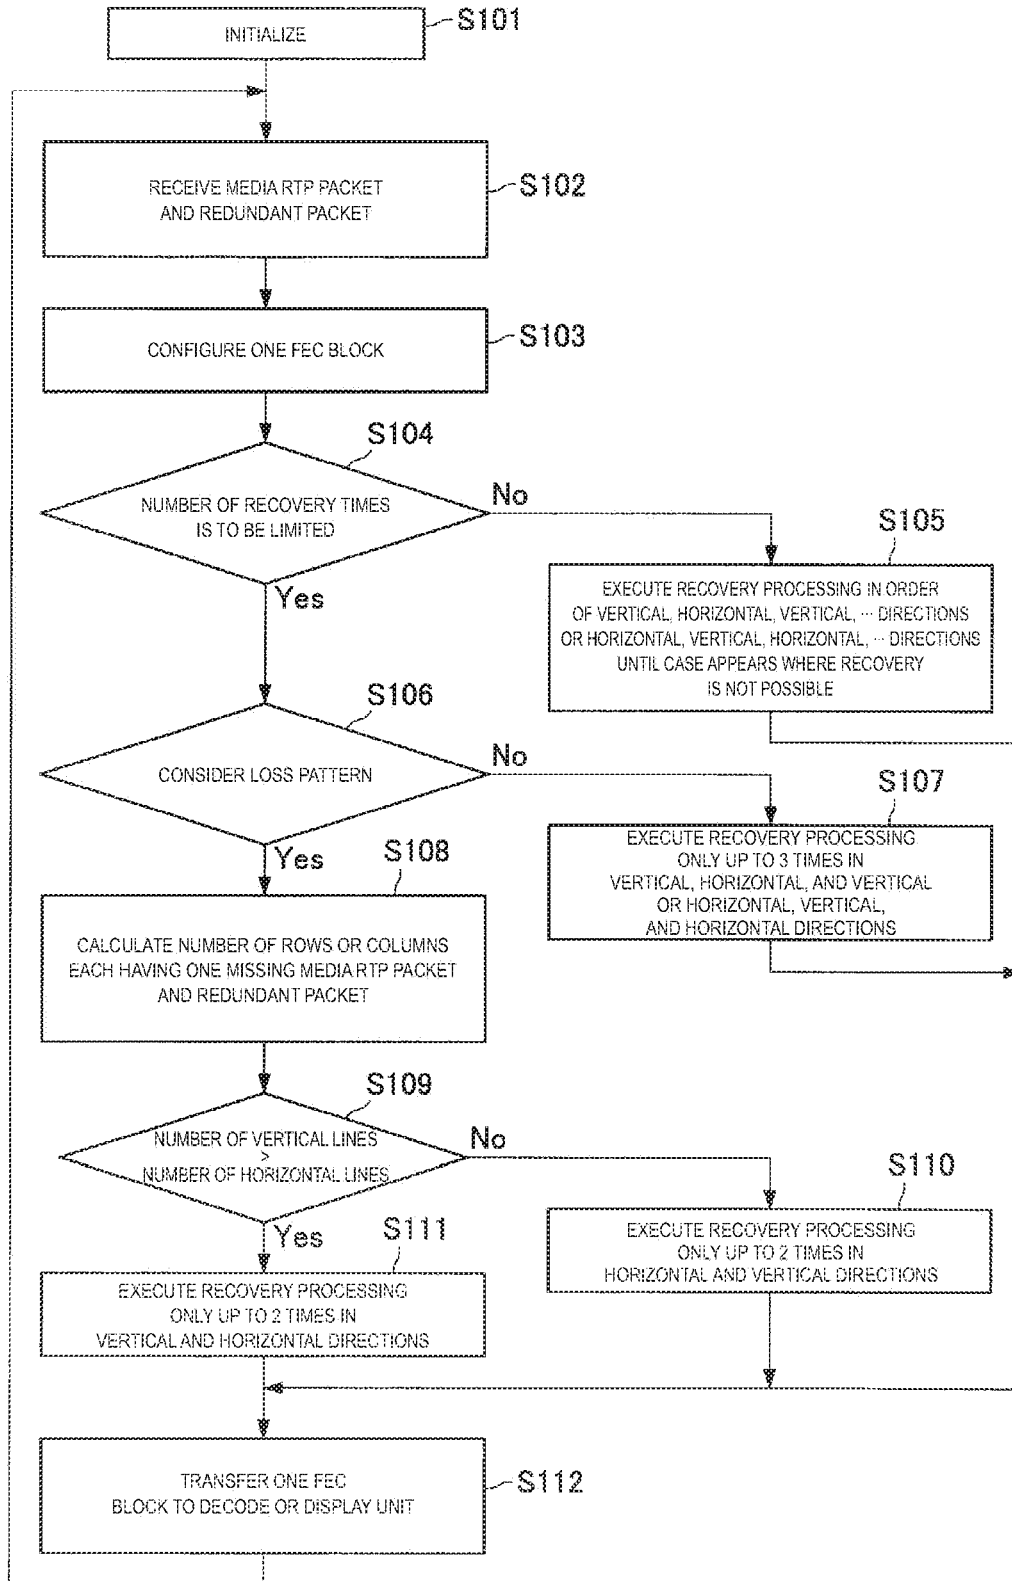 INITIALIZE
S101
RECEIVE MEDIA RTP PACKET
AND REDUNDANT PACKET
S102
CONFIGURE ONE FEC BLOCK
S103
S104
NUMBER OF RECOVERY TIMES
IS TO BE LIMITED
No
Yes
S105
EXECUTE RECOVERY PROCESSING IN ORDER
OF VERTICAL, HORIZONTAL, VERTICAL, ··· DIRECTIONS
OR HORIZONTAL, VERTICAL, HORIZONTAL, ··· DIRECTIONS
UNTIL CASE APPEARS WHERE RECOVERY
IS NOT POSSIBLE
S106
CONSIDER LOSS PATTERN
No
Yes
S107
EXECUTE RECOVERY PROCESSING
ONLY UP TO 3 TIMES IN
VERTICAL, HORIZONTAL, AND VERTICAL
OR HORIZONTAL, VERTICAL,
AND HORIZONTAL DIRECTIONS
S108
CALCULATE NUMBER OF ROWS OR COLUMNS
EACH HAVING ONE MISSING MEDIA RTP PACKET
AND REDUNDANT PACKET
S109
NUMBER OF VERTICAL LINES
>
NUMBER OF HORIZONTAL LINES
No
Yes
S110
EXECUTE RECOVERY PROCESSING
ONLY UP TO 2 TIMES IN
HORIZONTAL AND VERTICAL DIRECTIONS
S111
EXECUTE RECOVERY PROCESSING
ONLY UP TO 2 TIMES IN
VERTICAL AND HORIZONTAL DIRECTIONS
TRANSFER ONE FEC
BLOCK TO DECODE OR DISPLAY UNIT
S112